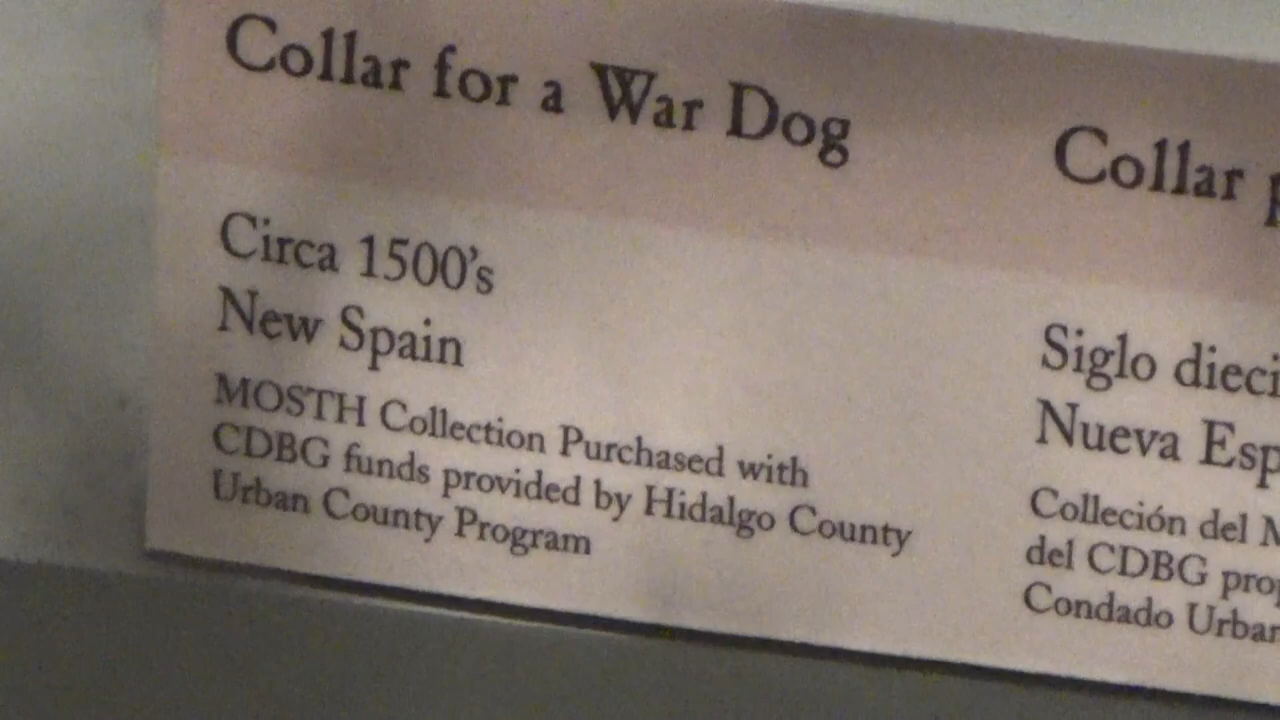 Collar for a War Dog
Circa 1500's
New Spain
MOSTH Collection Purchased with
CDBG funds provided by Hidalgo County
Urban County Program
Collar
Siglo
Nueva
Colleción del
del CDBG
Condado